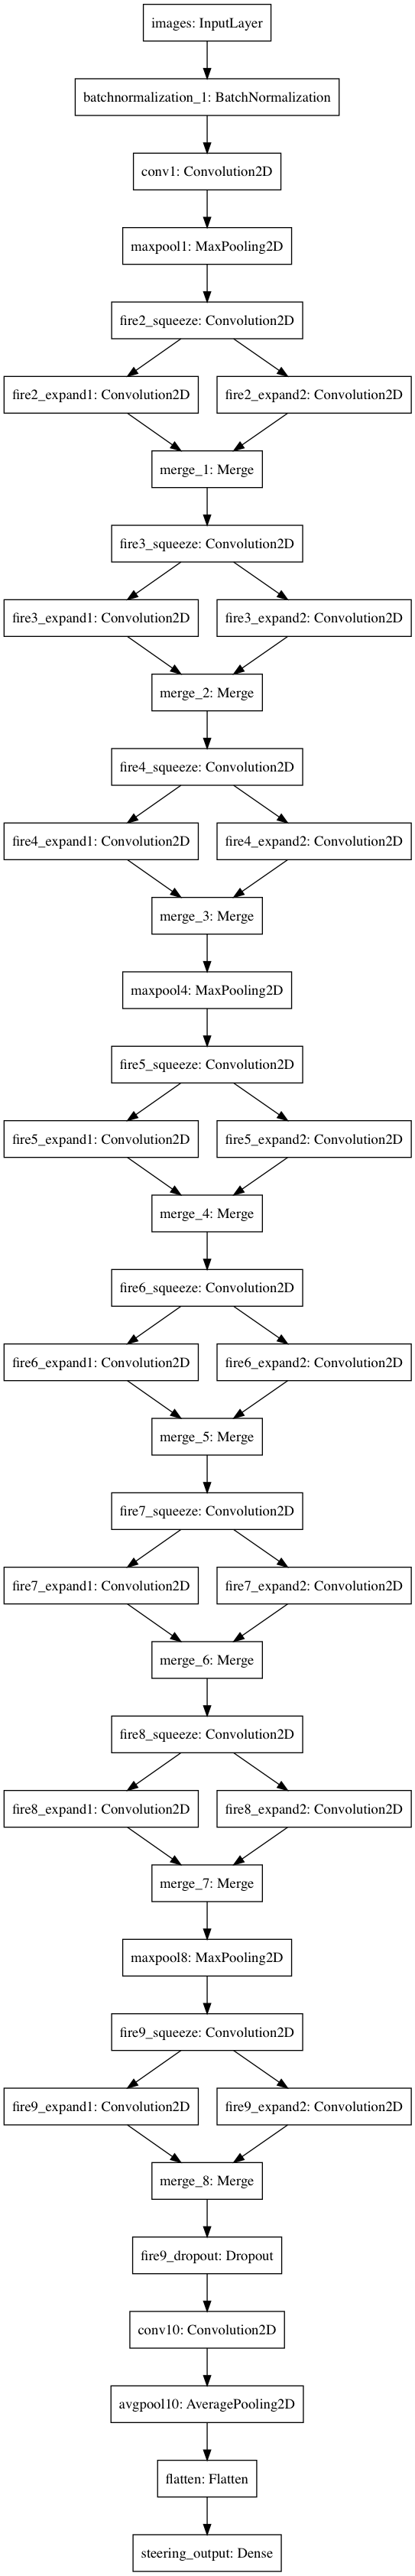 images: InputLayer
batchnormalization_1: BatchNormalization
conv1: Convolution2D
maxpool1: MaxPooling2D
fire2_squeeze: Convolution2D
fire2_expand1: Convolution2D
fire2_expand2: Convolution2D
merge_1: Merge
fire3_squeeze: Convolution2D
fire3_expand1: Convolution2D
fire3_expand2: Convolution2D
merge_2: Merge
fire4_squeeze: Convolution2D
fire4_expand1: Convolution2D
fire4_expand2: Convolution2D
merge_3: Merge
maxpool4: MaxPooling2D
fire5_squeeze: Convolution2D
fire5_expand1: Convolution2D
fire5_expand2: Convolution2D
merge_4: Merge
fire6_squeeze: Convolution2D
fire6_expand1: Convolution2D
fire6_expand2: Convolution2D
merge_5: Merge
fire7_squeeze: Convolution2D
fire7_expand1: Convolution2D
fire7_expand2: Convolution2D
merge_6: Merge
fire8_squeeze: Convolution2D
fire8_expand1: Convolution2D
fire8_expand2: Convolution2D
merge_7: Merge
maxpool8: MaxPooling2D
fire9_squeeze: Convolution2D
fire9_expand1: Convolution2D
fire9_expand2: Convolution2D
merge_8: Merge
fire9_dropout: Dropout
conv10: Convolution2D
avgpool10: AveragePooling2D
flatten: Flatten
steering_output: Dense